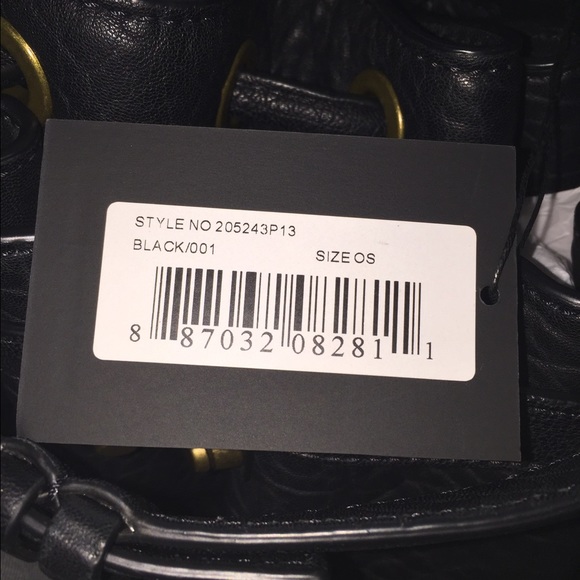 STYLE NO 205243P13
BLACK/001 SIZE OS
8 87032 08281 1